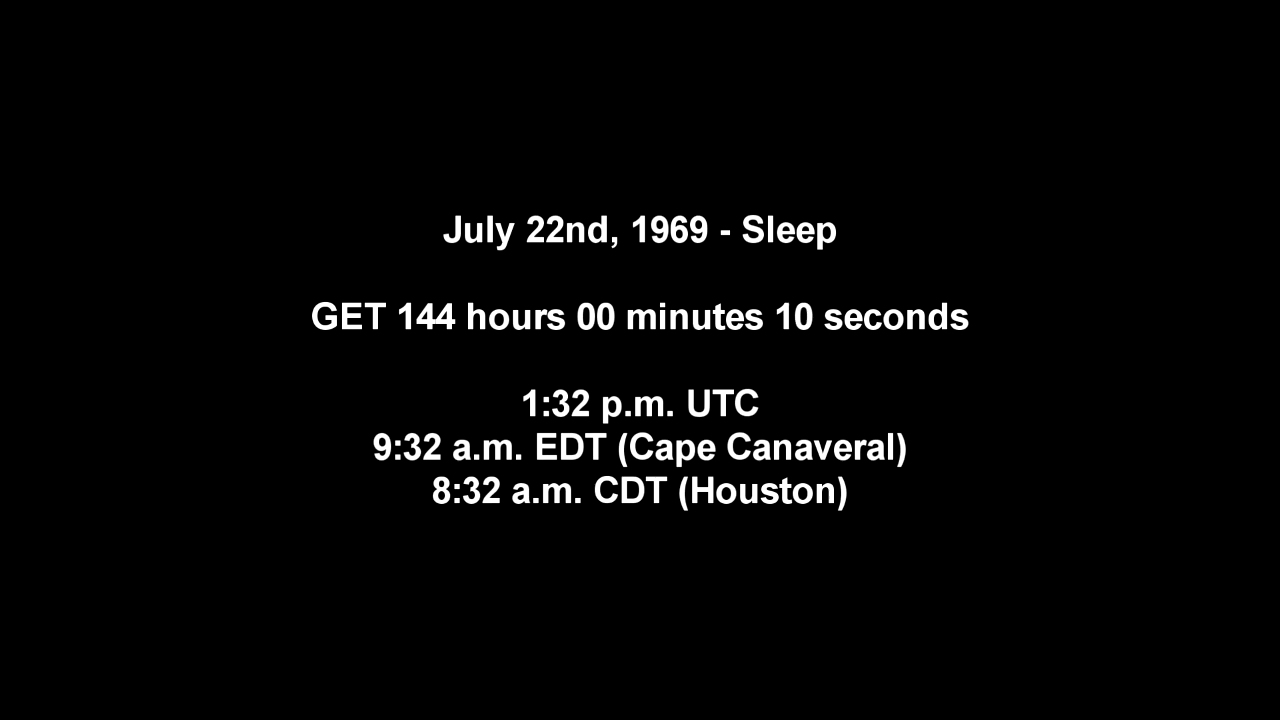 July 22nd, 1969 - Sleep
GET 144 hours 00 minutes 10 seconds
1:32 p.m. UTC
9:32 a.m. EDT (Cape Canaveral)
8:32 a.m. CDT (Houston)